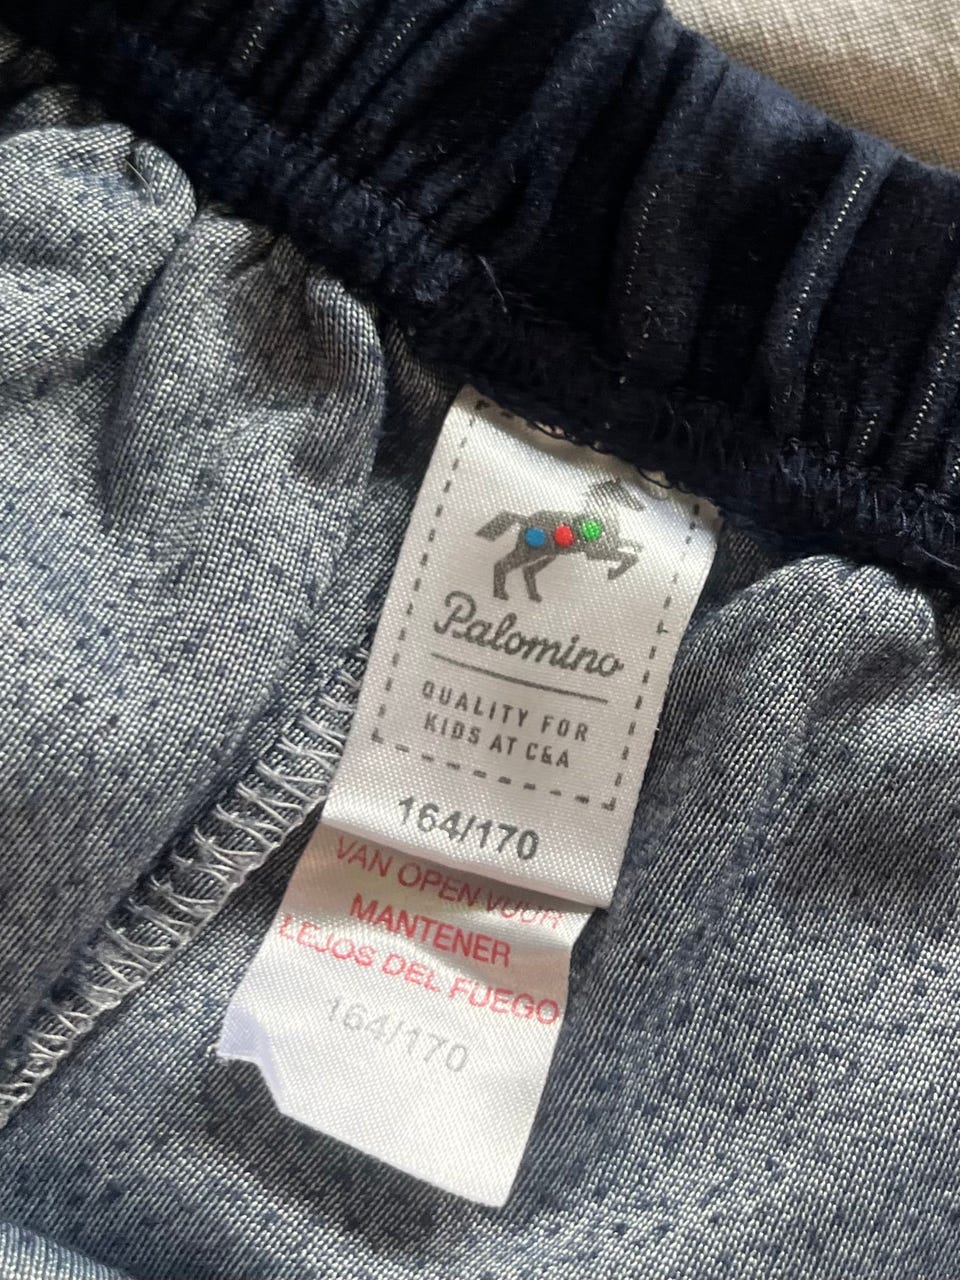 Palomino
QUALITY FOR
KIDS AT C&A
164/170
VAN OPEN VUUR
MANTENER
LEJOS DEL FUEGO
164/170